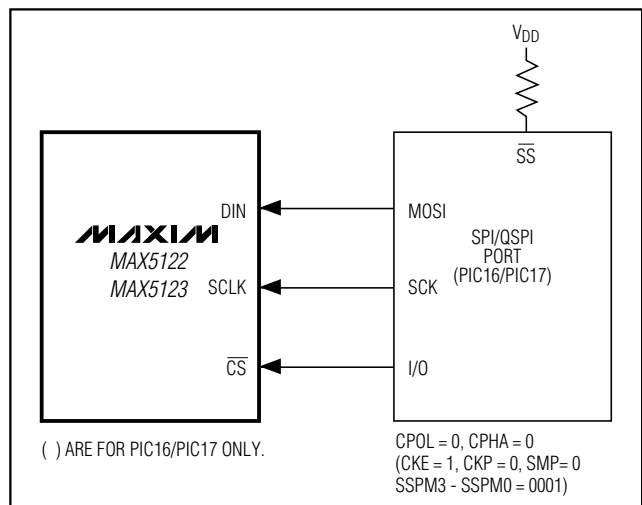 VDD
SS
DIN MOSI
MAXIM
MAX5122
MAX5123
SPI/QSPI
PORT
(PIC16/PIC17)
SCLK SCK
CS I/O
( ) ARE FOR PIC16/PIC17 ONLY.
CPOL = 0, CPHA = 0
(CKE = 1, CKP = 0, SMP= 0
SSPM3 - SSPM0 = 0001)